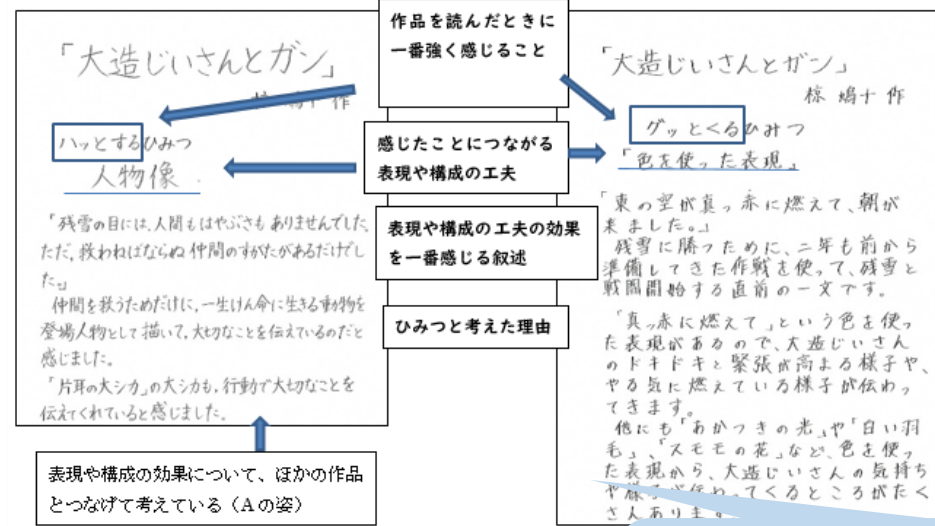 作品を読んだときに
一番強く感じること
感じたことにつながる
表現や構成の工夫
表現や構成の工夫の効果
を一番感じる叙述
ひみつと考えた理由
「大造じいさんとガン」
作
ハッとするひみつ
人物像
「残雪の目には、人間もはやぶさもありませんでした。
ただ、救わねばならぬ仲間のすがたがあるだけでし
た。」
仲間を救うためだけに、一生けん命に生きる動物を
登場人物として描いて、大切なことを伝えているのだと
感じました。
「片耳の大シカ」の大シカも、行動で大切なことを
伝えてくれていると感じました。
表現や構成の効果について、ほかの作品
とつなげて考えている（Aの姿）
「大造じいさんとガン」
椋 鳩十 作
グッとくるひみつ
「色を使った表現」
「東の空が真っ赤に燃えて、朝が
来ました。」
残雪に勝つために、二年も前から
準備してきた作戦を使って、残雪と
戦闘開始する直前の一文です。
「真っ赤に燃えて」という色を使っ
た表現があるので、大造じいさん
のドキドキと緊張が高まる様子や、
やる気に燃えている様子が伝わっ
てきます。
他にも「あかつきの光」や「白い羽
毛」、「スモモの花」など、色を使っ
た表現から、大造じいさんの気持ち
や様 が伝わってくるところがたく
さんあります